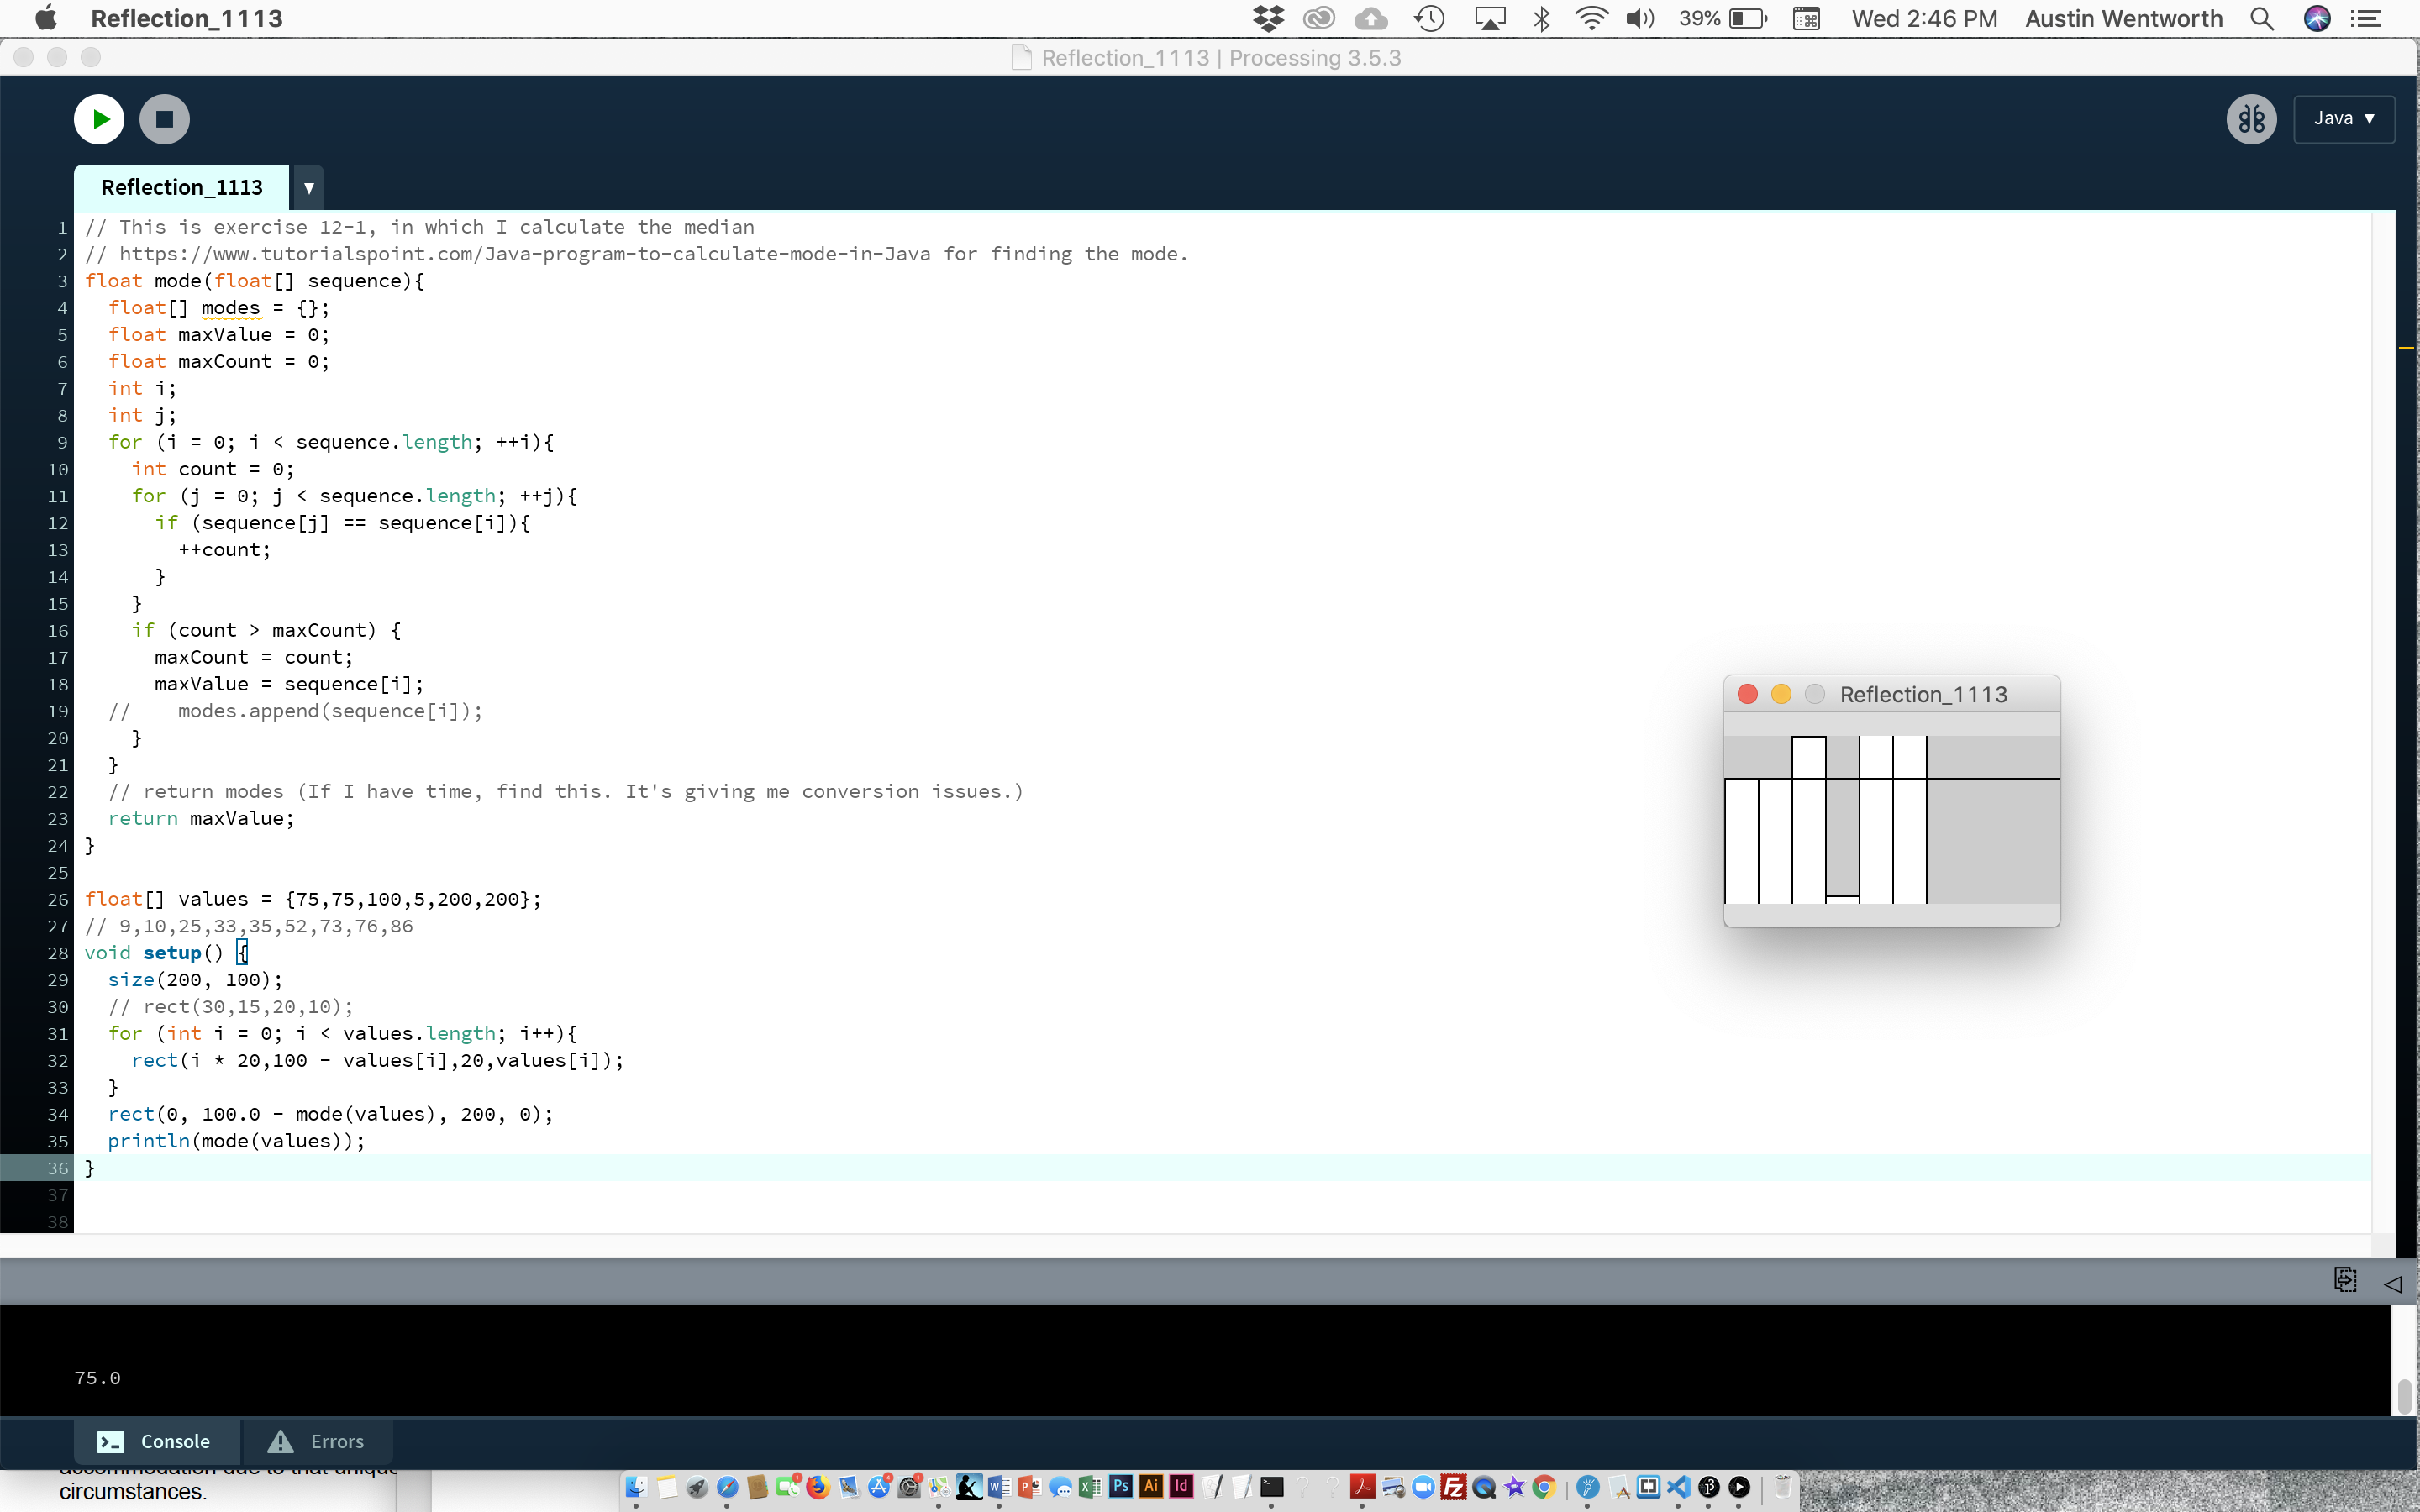 Reflection_1113
39%
Wed 2:46 PM
Austin Wentworth
Reflection_1113 | Processing 3.5.3
Java ▼
Reflection_1113
▼
1 // This is exercise 12-1, in which I calculate the median
2 // https://www.tutorialspoint.com/Java-program-to-calculate-mode-in-Java for finding the mode.
3 float mode(float[] sequence){
4   float[] modes = {};
5   float maxValue = 0;
6   float maxCount = 0;
7   int i;
8   int j;
9   for (i = 0; i < sequence.length; ++i){
10     int count = 0;
11     for (j = 0; j < sequence.length; ++j){
12       if (sequence[j] == sequence[i]){
13         ++count;
14       }
15     }
16     if (count > maxCount) {
17       maxCount = count;
18       maxValue = sequence[i];
19   //    modes.append(sequence[i]);
20     }
21   }
22   // return modes (If I have time, find this. It's giving me conversion issues.)
23   return maxValue;
24 }
25
26 float[] values = {75,75,100,5,200,200};
27 // 9,10,25,33,35,52,73,76,86
28 void setup() {
29   size(200, 100);
30   // rect(30,15,20,10);
31   for (int i = 0; i < values.length; i++){
32     rect(i * 20,100 - values[i],20,values[i]);
33   }
34   rect(0, 100.0 - mode(values), 200, 0);
35   println(mode(values));
36 }
37
38
Reflection_1113
75.0
Console
Errors
circumstances.
Ps
Ai
Id